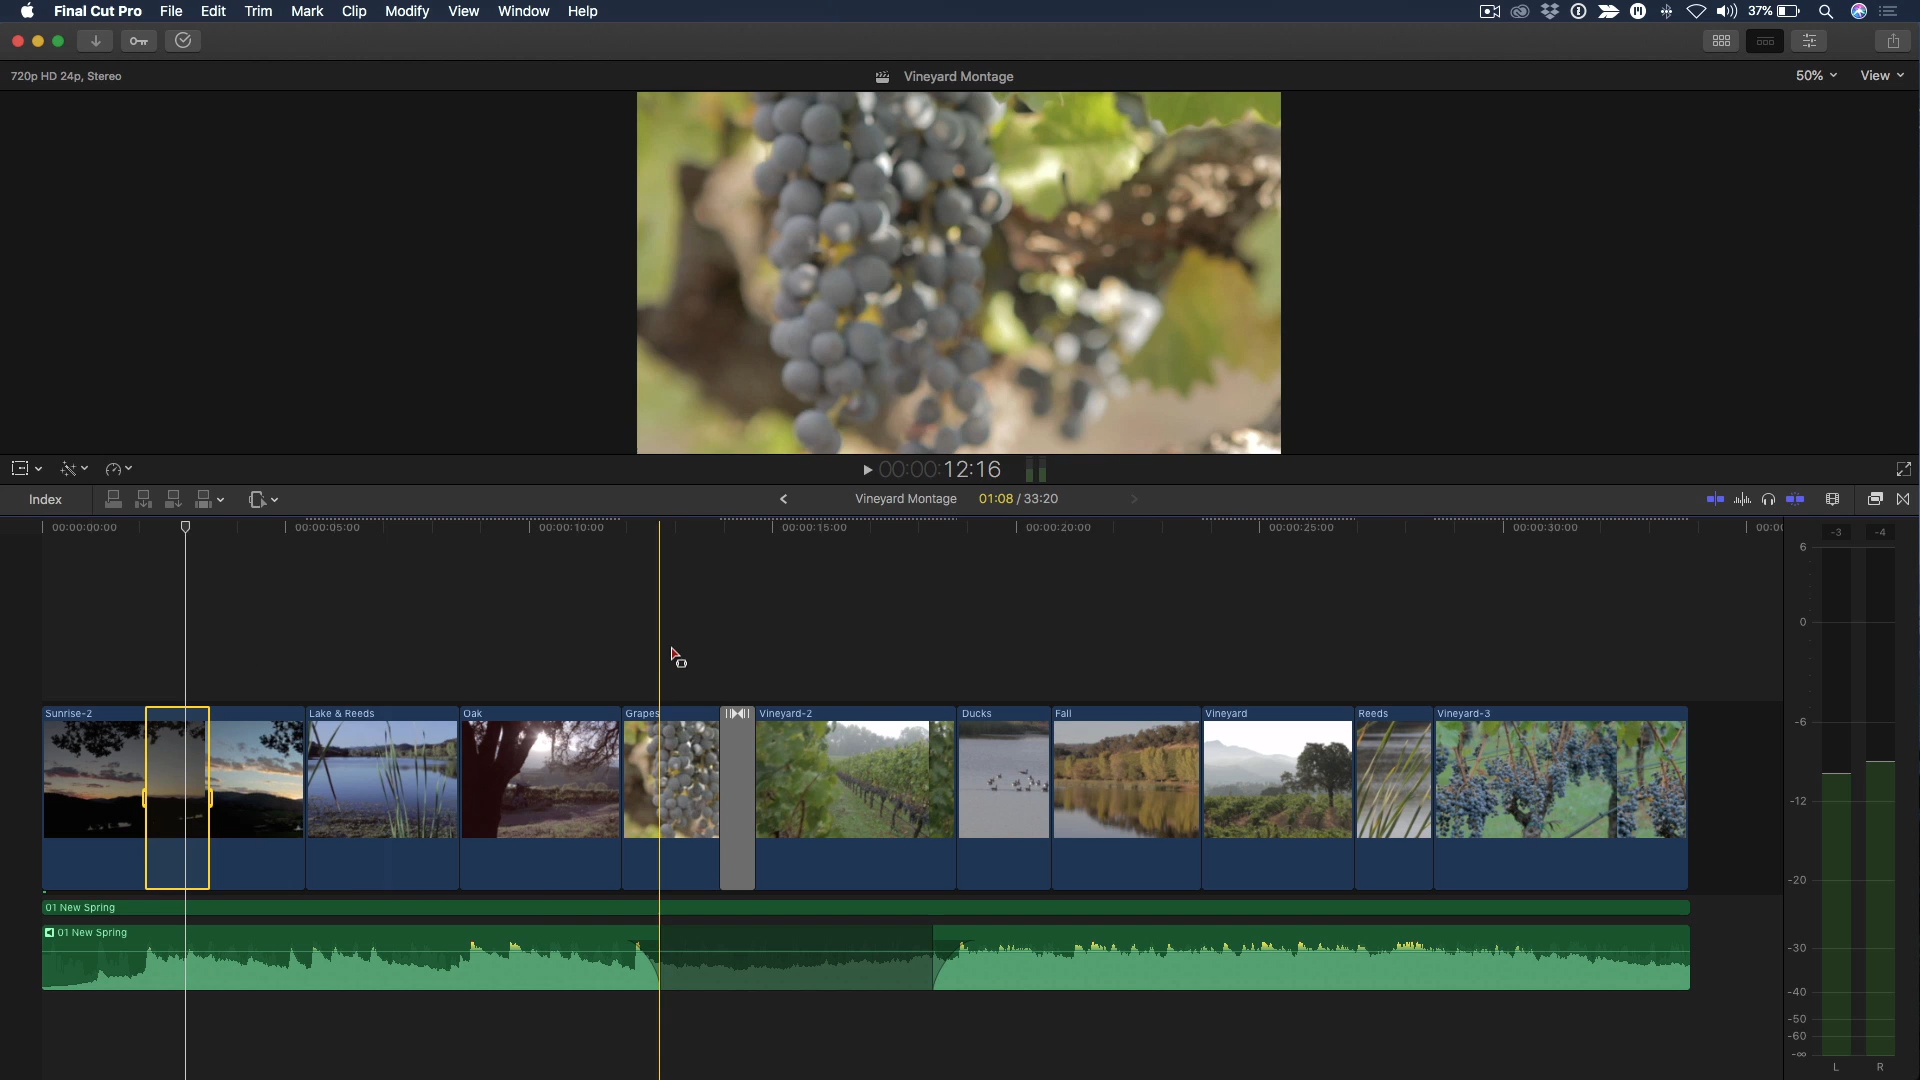 Final Cut Pro File Edit Trim Mark Clip Modify View Window Help 37%
720p HD 24p, Stereo Vineyard Montage 50% View
00:00:12:16
Index Vineyard Montage 01:08 / 33:20
00:00:00:00 00:00:05:00 00:00:10:00 00:00:15:00 00:00:20:00 00:00:25:00 00:00:30:00 00:00
-3 -4
6
0
Sunrise-2 Lake & Reeds Oak Grapes Vineyard-2 Ducks Fall Vineyard Reeds Vineyard-3
-6
-12
-20
01 New Spring
01 New Spring
-30
-40
-50
-60
-∞
L R